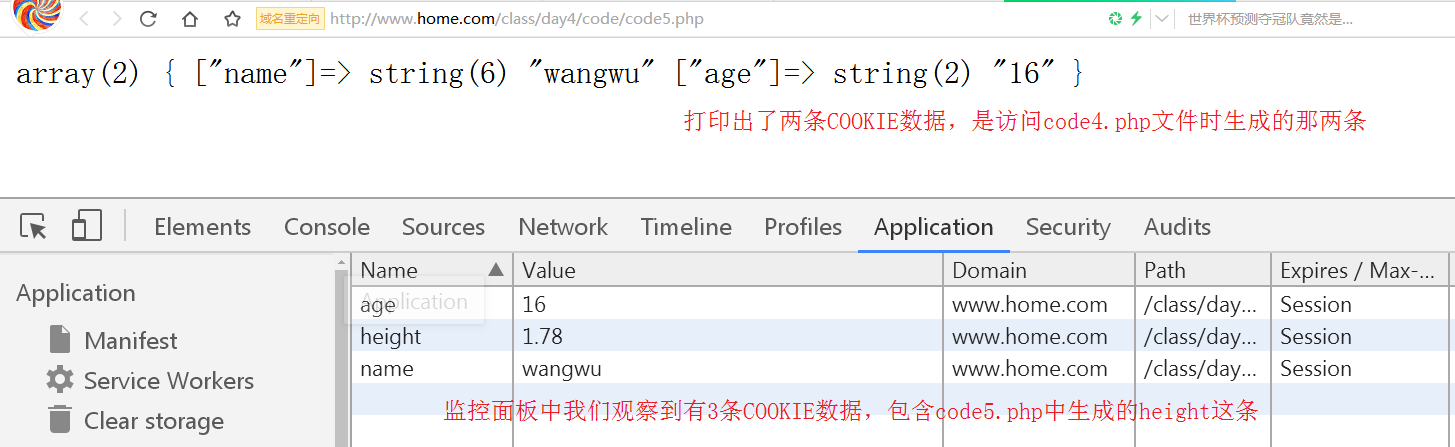 域名重定向 http://www.home.com/class/day4/code/code5.php 世界杯预测夺冠队竟然是...
array(2) { ["name"]=> string(6) "wangwu" ["age"]=> string(2) "16" }
打印出了两条COOKIE数据，是访问code4.php文件时生成的那两条
Elements Console Sources Network Timeline Profiles Application Security Audits
Application
Manifest
Service Workers
Clear storage
Name Value Domain Path Expires / Max-...
Application
age 16 www.home.com /class/day... Session
height 1.78 www.home.com /class/day... Session
name wangwu www.home.com /class/day... Session
监控面板中我们观察到有3条COOKIE数据，包含code5.php中生成的height这条